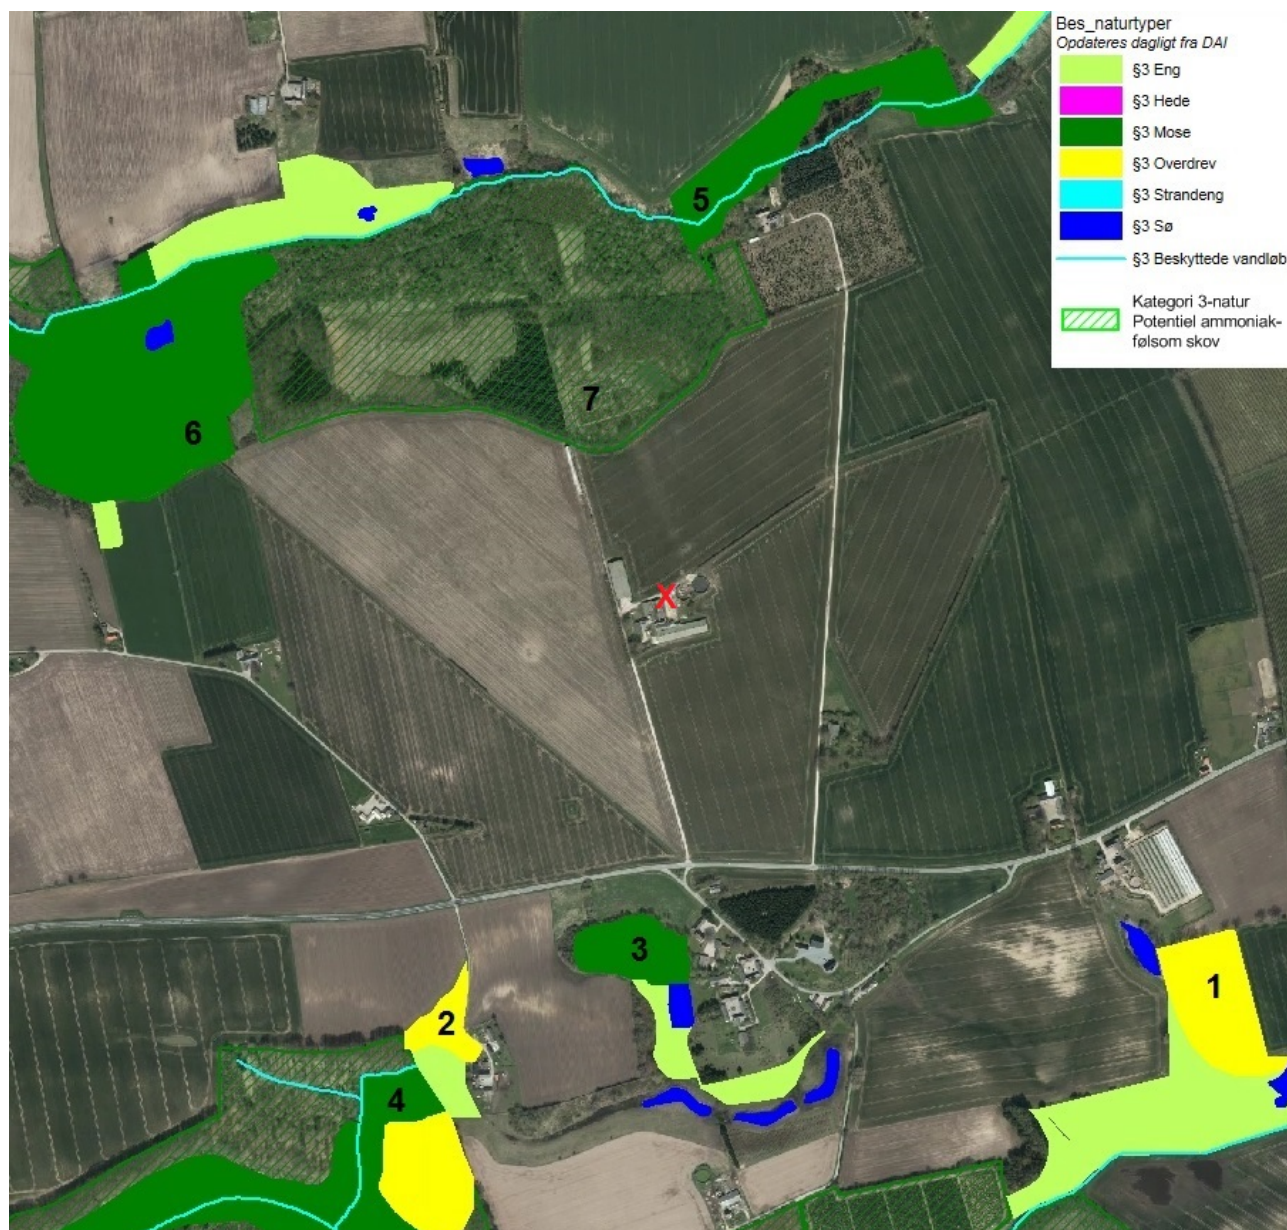 Bes_naturtyper
Opdateres dagligt fra DAI
§3 Eng
§3 Hede
§3 Mose
§3 Overdrev
§3 Strandeng
§3 Sø
§3 Beskyttede vandløb
Kategori 3-natur
Potentiel ammoniak-
følsom skov
5
6
7
X
3
1
2
4